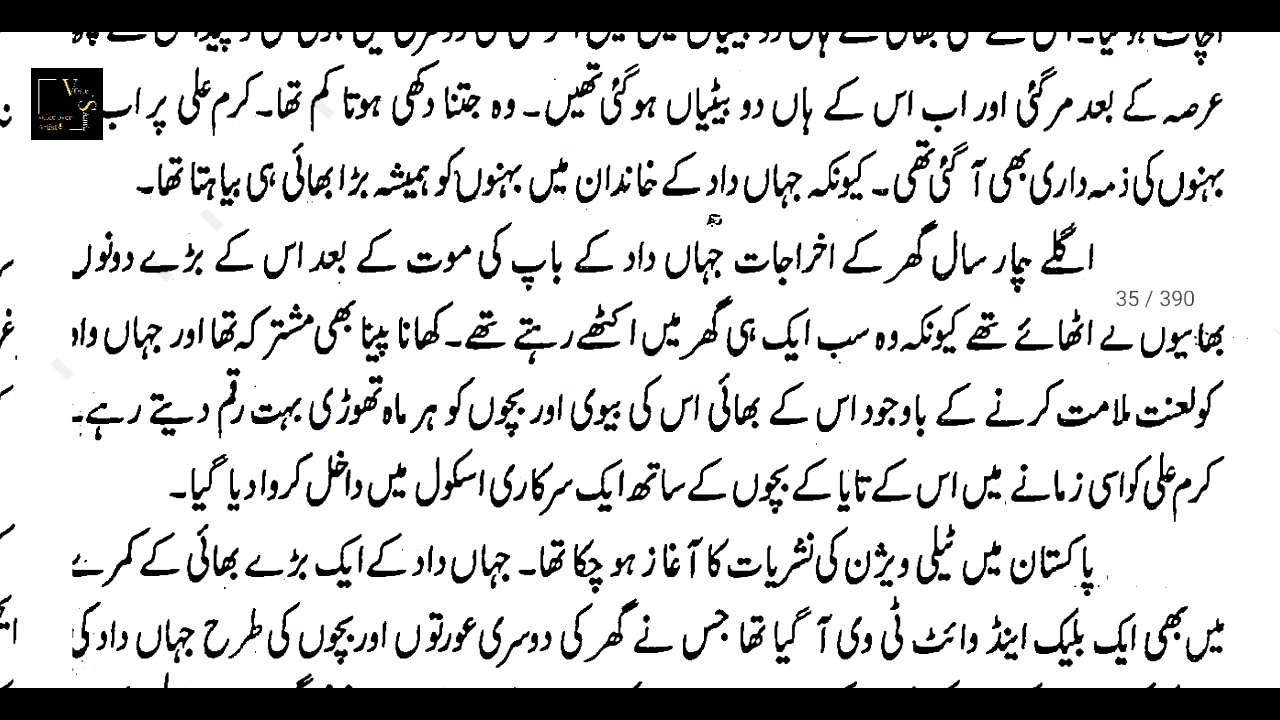 عرصہ کے بعد مرگئی اور اب اس کے ہاں دو بیٹیاں ہوگئی تھیں۔ وہ جتنا دکھی ہوتا کم تھا۔ کرم علی پر اب
بہنوں کی ذمہ داری بھی آ گئی تھی۔ کیونکہ جہاں داد کے خاندان میں بہنوں کو ہمیشہ بڑا بھائی ہی بیاہتا تھا۔
اگلے چار سال گھر کے اخراجات جہاں داد کے باپ کی موت کے بعد اس کے بڑے دونوں
35 / 390
بھائیوں نے اٹھائے تھے کیونکہ وہ سب ایک ہی گھر میں اکٹھے رہتے تھے۔ کھانا پینا بھی مشترکہ تھا اور جہاں داد
کو لعنت ملامت کرنے کے باوجود اس کے بھائی اس کی بیوی اور بچوں کو ہر ماہ تھوڑی بہت رقم دیتے رہے۔
کرم علی کو اسی زمانے میں اس کے تایا کے بچوں کے ساتھ ایک سرکاری اسکول میں داخل کروا دیا گیا۔
پاکستان میں ٹیلی ویژن کی نشریات کا آغاز ہو چکا تھا۔ جہاں داد کے ایک بڑے بھائی کے کمرے
میں بھی ایک بلیک اینڈ وائٹ ٹی وی آ گیا تھا جس نے گھر کی دوسری عورتوں اور بچوں کی طرح جہاں داد کی